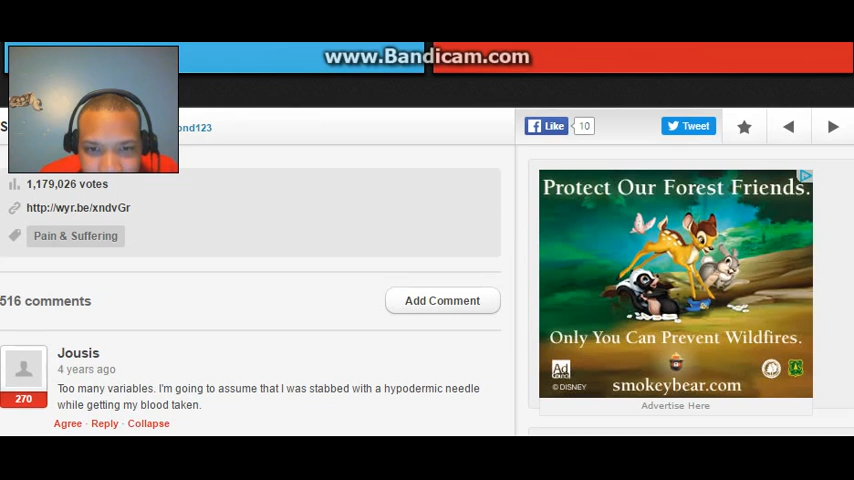 www.Bandicam.com
S
ond123
Like
10
Tweet
1,179,026 votes
http://wyr.be/xndvGr
Pain & Suffering
516 comments
Add Comment
Jousis
4 years ago
Too many variables. I'm going to assume that I was stabbed with a hypodermic needle
while getting my blood taken.
270
Agree · Reply · Collapse
Protect Our Forest Friends.
Only You Can Prevent Wildfires.
Ad
Council
© DISNEY
smokeybear.com
Advertise Here